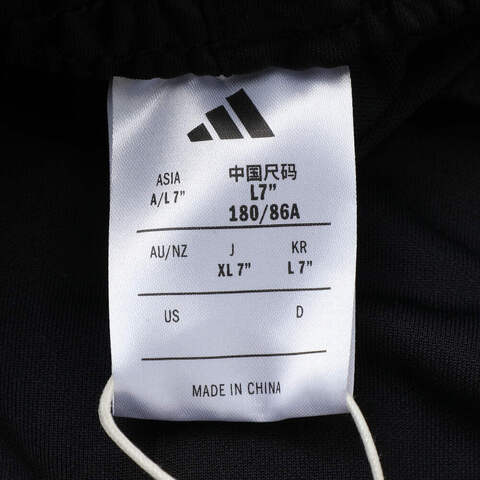 ASIA 中国尺码
A/L 7" L7"
180/86A
AU/NZ J KR
XL 7" L 7"
US D
MADE IN CHINA